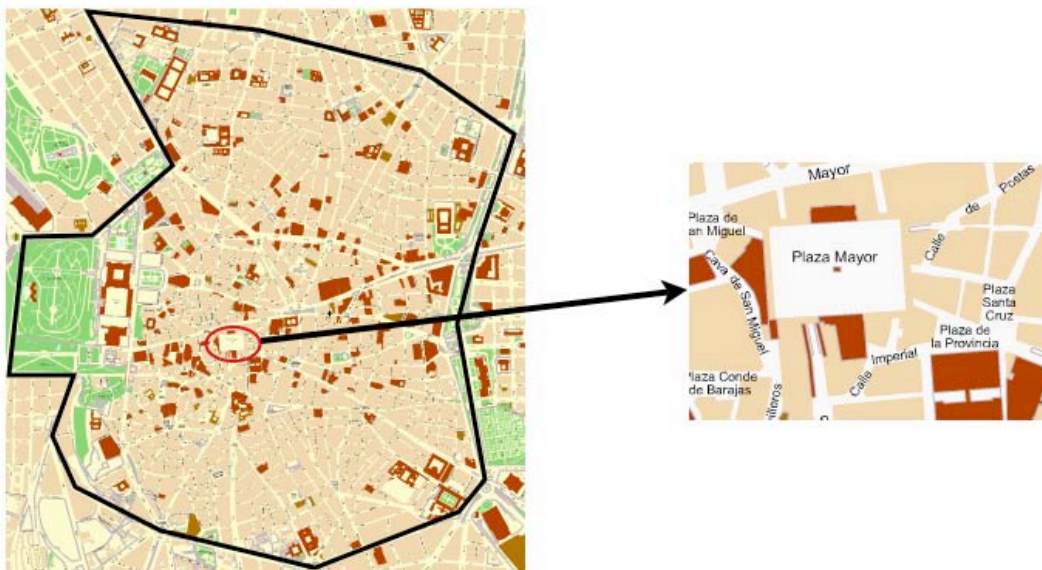 Mayor
Postas
de
Calle
Plaza de
an Miguel
Plaza Mayor
Cava de San Miguel
Plaza
Santa
Cruz
Plaza de
la Provincia
Imperial
Calle
Plaza Conde
de Barajas
illeros